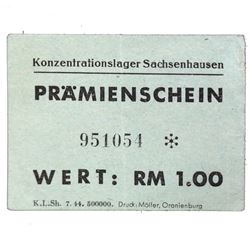 Konzentrationslager Sachsenhausen
PRÄMIENSCHEIN
951054 *
WERT: RM 1.00
K.L.Sh. 7. 44. 500000. Druck: Möller, Oranienburg